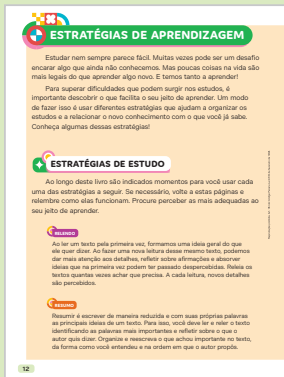 ESTRATÉGIAS DE APRENDIZAGEM
Estudar nem sempre parece fácil. Muitas vezes pode ser um desafio
encarar algo que ainda não conhecemos. Mas poucas coisas na vida são
mais legais do que aprender algo novo. E temos tanto a aprender!
Para superar dificuldades que podem surgir nos estudos, é
importante descobrir o que facilita o seu jeito de aprender. Um modo
de fazer isso é usar diferentes estratégias que ajudam a organizar os
estudos e a relacionar o novo conhecimento com o que você já sabe.
Conheça algumas dessas estratégias!
ESTRATÉGIAS DE ESTUDO
Ao longo deste livro são indicados momentos para você usar cada
uma das estratégias a seguir. Se necessário, volte a estas páginas e
relembre como elas funcionam. Procure perceber as mais adequadas ao
seu jeito de aprender.
RELENDO
Ao ler um texto pela primeira vez, formamos uma ideia geral do que
ele quer dizer. Ao fazer uma nova leitura desse mesmo texto, podemos
dar mais atenção aos detalhes, refletir sobre afirmações e absorver
ideias que na primeira vez podem ter passado despercebidas. Releia os
textos quantas vezes achar que precisa. A cada leitura, novos detalhes
são percebidos.
RESUMO
Resumir é escrever de maneira reduzida e com suas próprias palavras
as principais ideias de um texto. Para isso, você deve ler e reler o texto
identificando as palavras mais importantes e refletir sobre o que o
autor quis dizer. Organize e reescreva o que achou importante no texto,
da forma como você entendeu e na ordem em que o autor propôs.
12